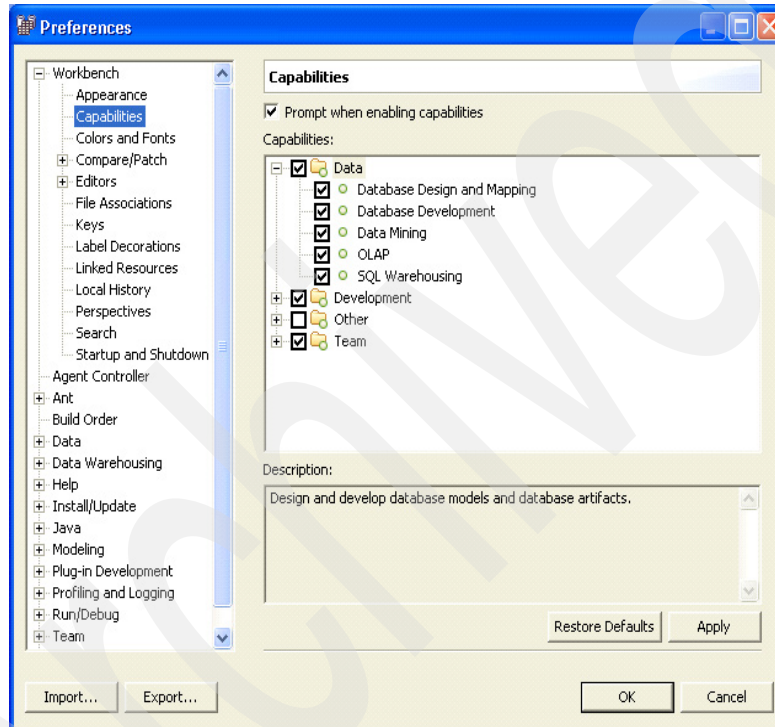 Preferences
Workbench
Appearance
Capabilities
Colors and Fonts
Compare/Patch
Editors
File Associations
Keys
Label Decorations
Linked Resources
Local History
Perspectives
Search
Startup and Shutdown
Agent Controller
Ant
Build Order
Data
Data Warehousing
Help
Install/Update
Java
Modeling
Plug-in Development
Profiling and Logging
Run/Debug
Team
Capabilities
Prompt when enabling capabilities
Capabilities:
Data
Database Design and Mapping
Database Development
Data Mining
OLAP
SQL Warehousing
Development
Other
Team
Description:
Design and develop database models and database artifacts.
Restore Defaults
Apply
Import...
Export...
OK
Cancel